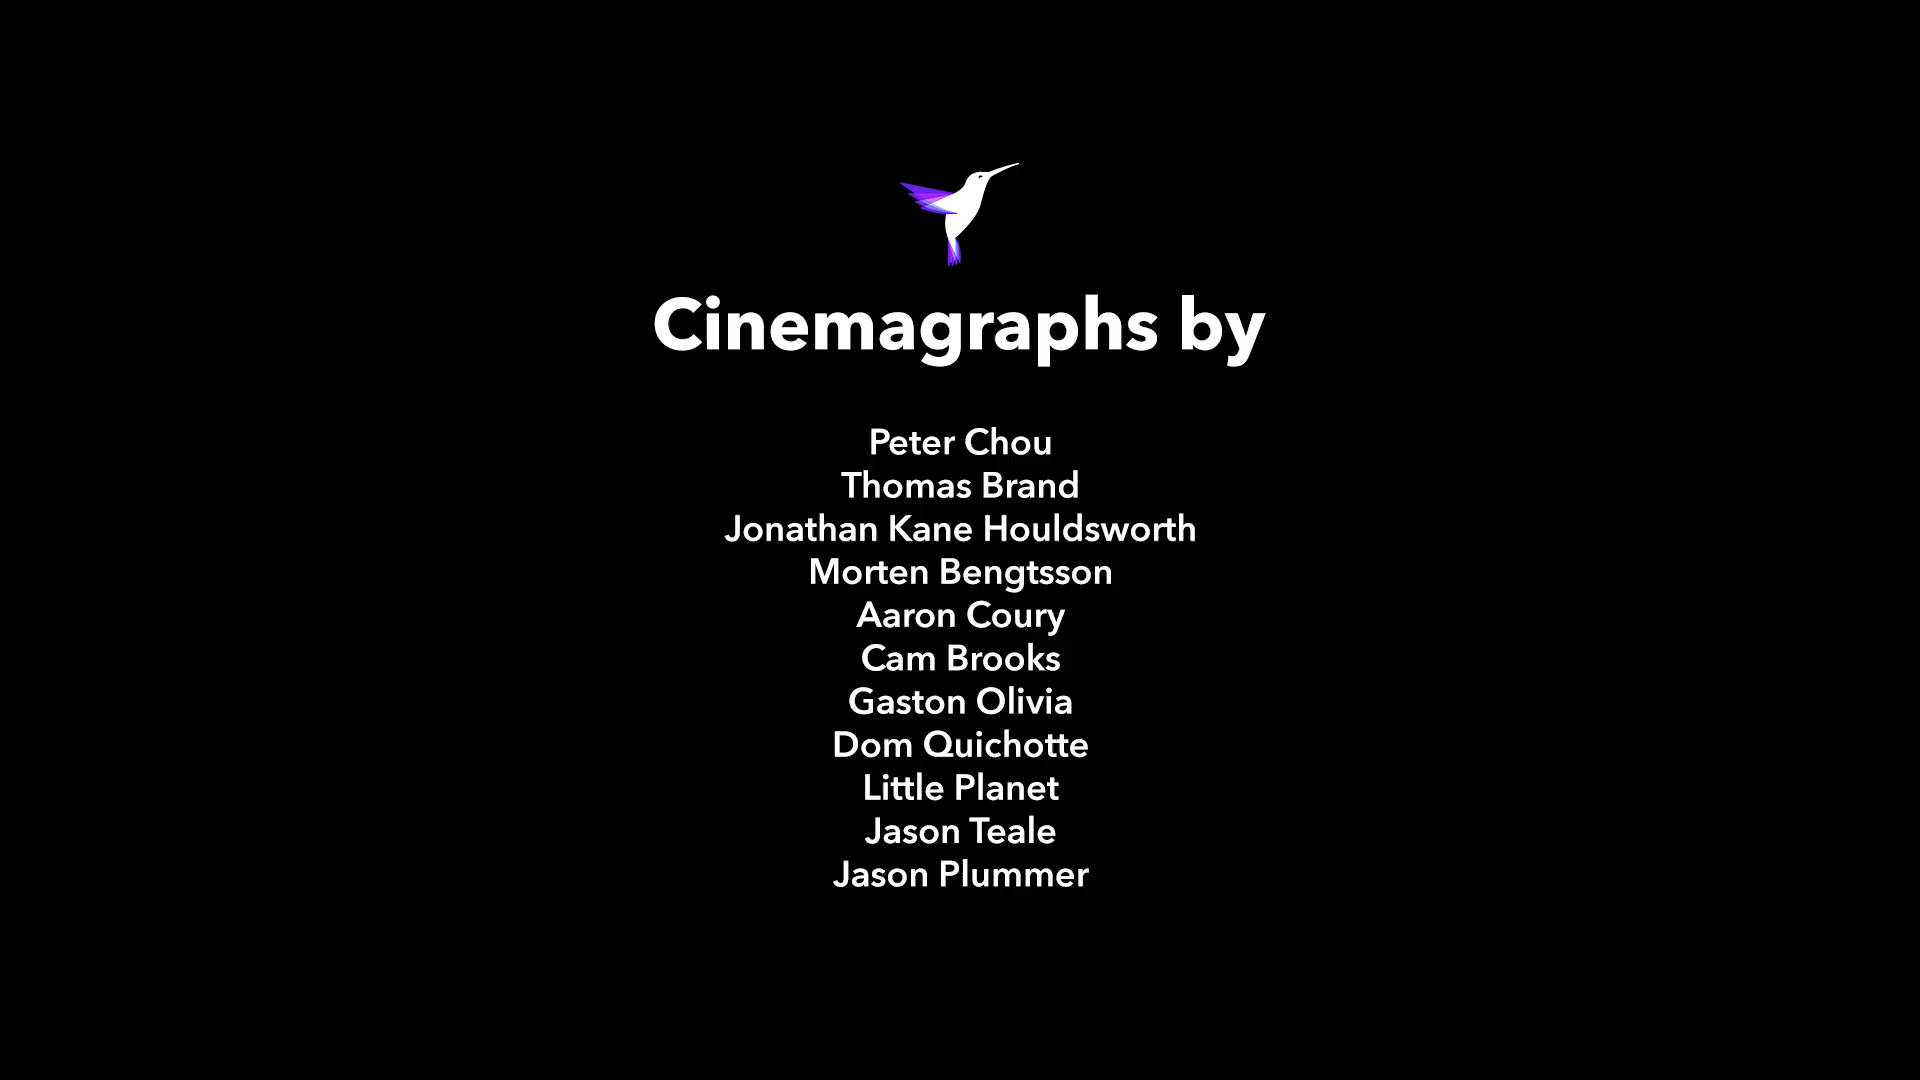 Cinemagraphs by
Peter Chou
Thomas Brand
Jonathan Kane Houldsworth
Morten Bengtsson
Aaron Coury
Cam Brooks
Gaston Olivia
Dom Quichotte
Little Planet
Jason Teale
Jason Plummer